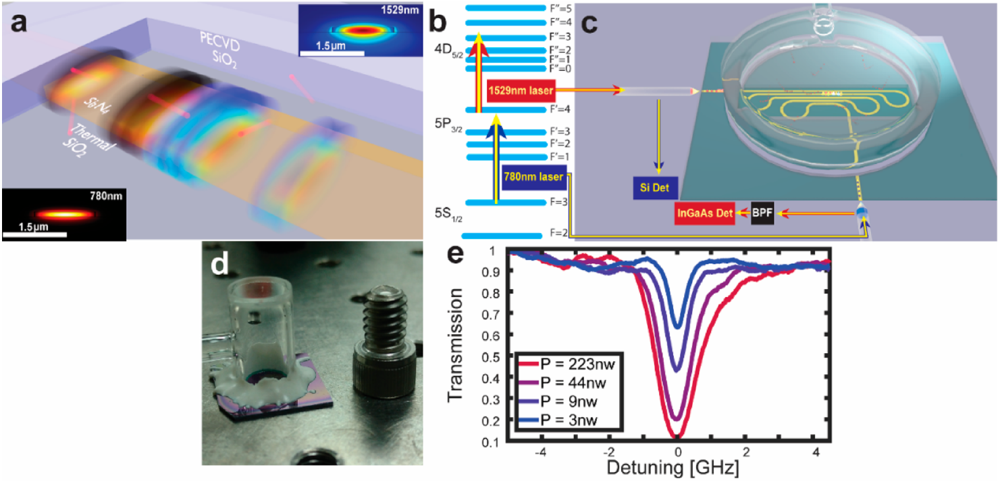 a
1529nm
1.5µm
PECVD
SiO₂
Si₃N₄
Thermal
SiO₂
780nm
1.5µm
b
F"=5
F"=4
F"=3
4D₅/₂
F"=2
F"=1
F"=0
1529nm laser
F'=4
5P₃/₂
F'=3
F'=2
F'=1
780nm laser
F=3
5S₁/₂
F=2
c
Si Det
InGaAs Det
BPF
d
e
Transmission
1
0.9
0.8
0.7
0.6
0.5
0.4
0.3
0.2
0.1
P = 223nw
P = 44nw
P = 9nw
P = 3nw
-4
-2
0
2
4
Detuning [GHz]